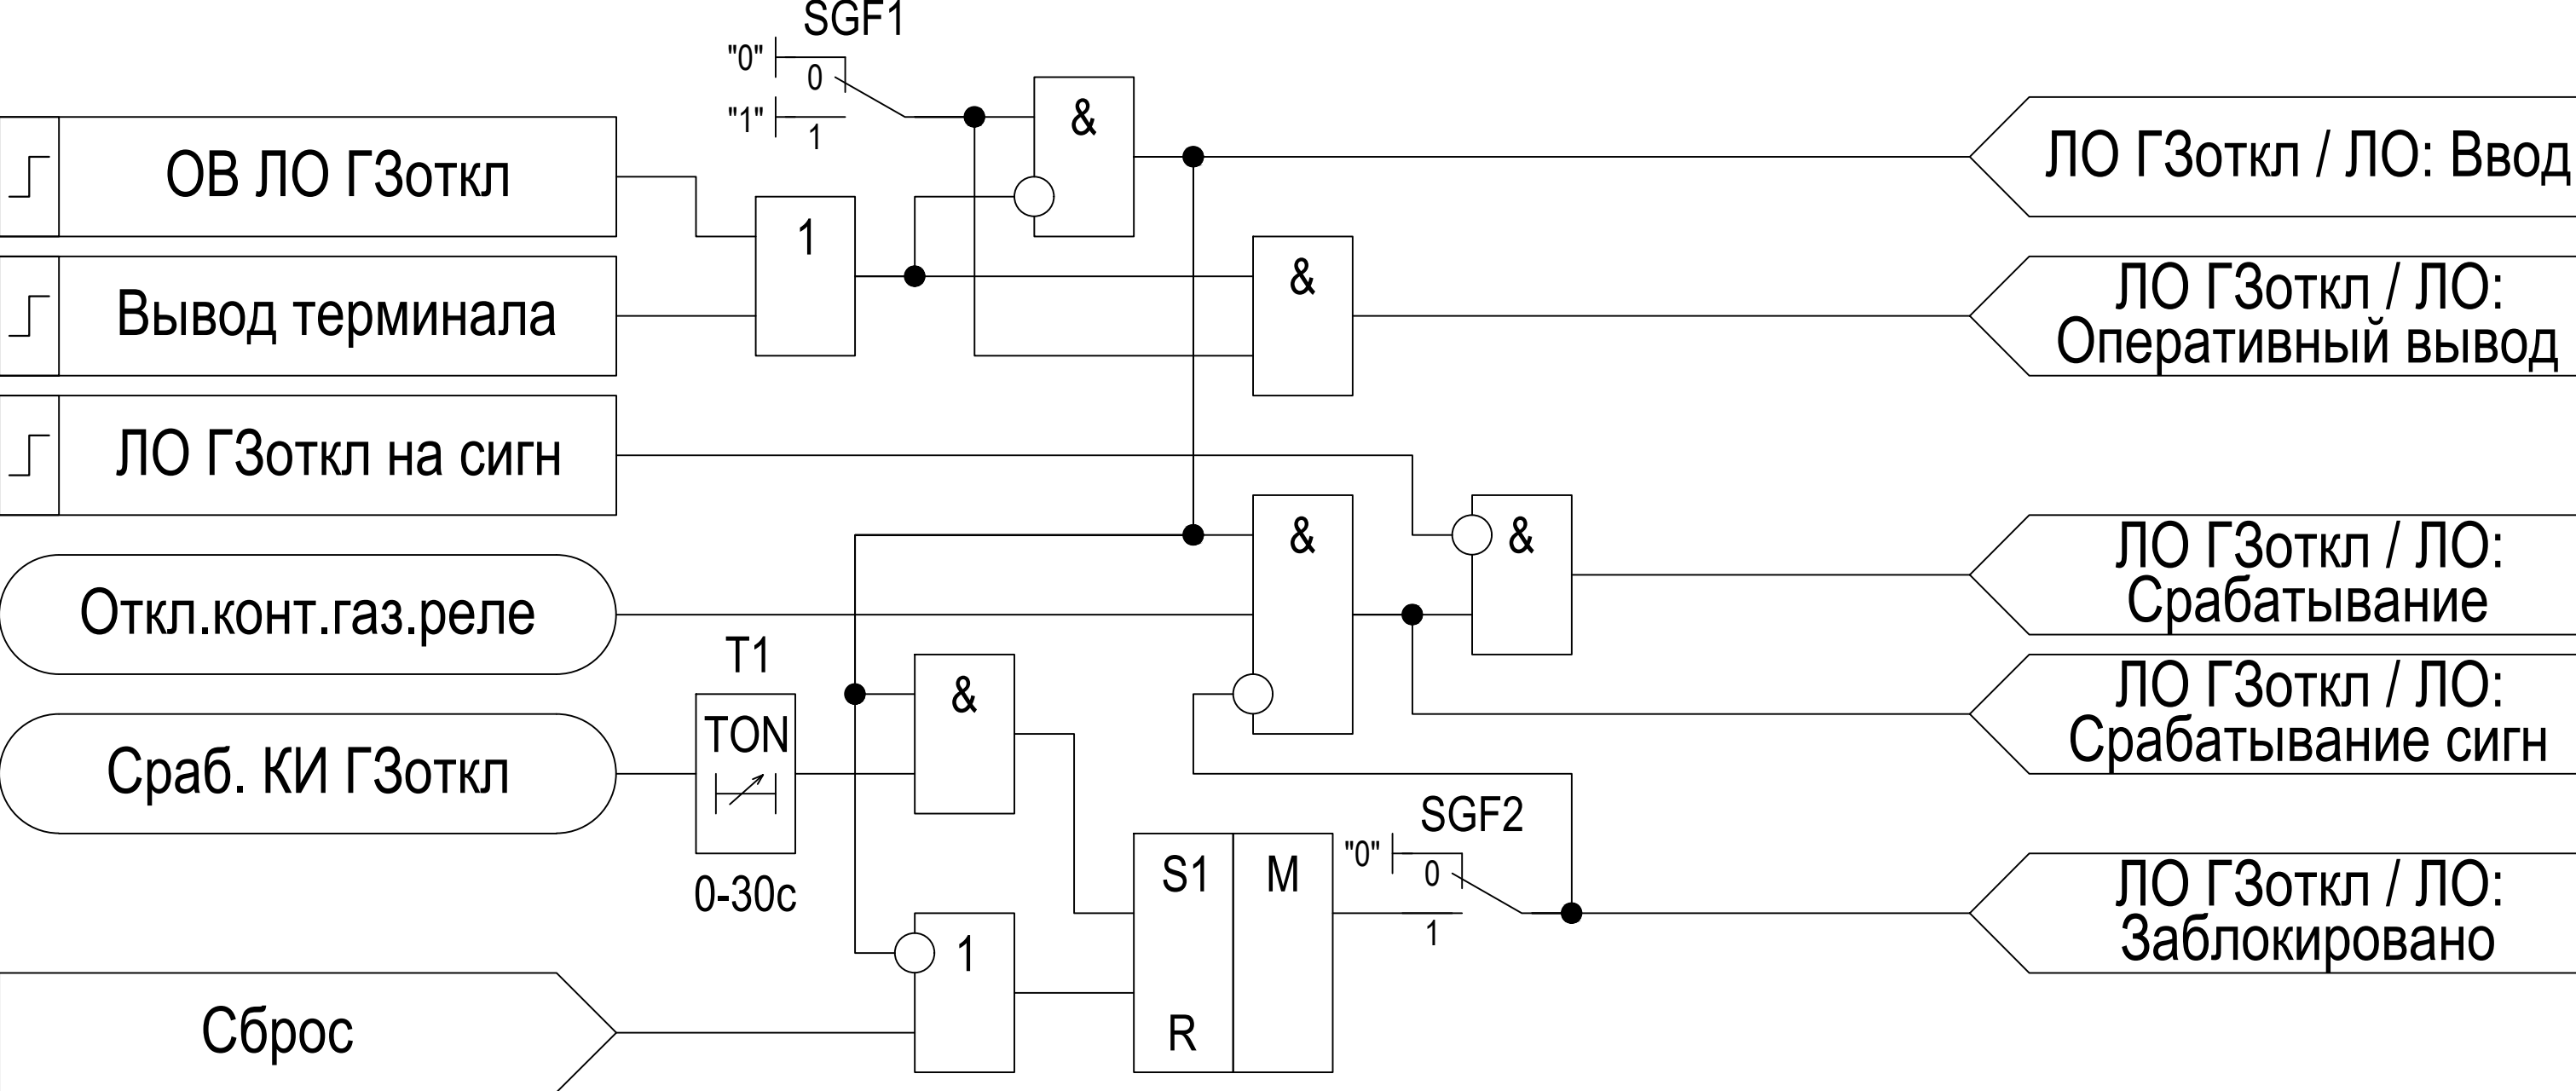 SGF1
"0"
0
"1"
1
&
ОВ ЛО ГЗоткл
ЛО ГЗоткл / ЛО: Ввод
1
&
Вывод терминала
ЛО ГЗоткл / ЛО:
Оперативный вывод
ЛО ГЗоткл на сигн
&
&
ЛО ГЗоткл / ЛО:
Срабатывание
Откл.конт.газ.реле
T1
&
ЛО ГЗоткл / ЛО:
Срабатывание сигн
TON
Сраб. КИ ГЗоткл
0-30с
SGF2
"0"
0
1
S1
M
R
ЛО ГЗоткл / ЛО:
Заблокировано
1
Сброс